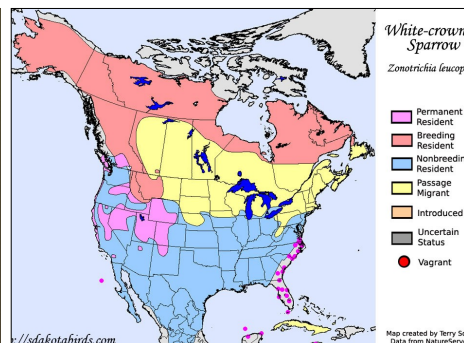 White-crown
Sparrow
Zonotrichia leucop
Permanent
Resident
Breeding
Resident
Nonbreeding
Resident
Passage
Migrant
Introduced
Uncertain
Status
Vagrant
Map created by Terry So
Data from NatureServ
://sdakotabirds.com